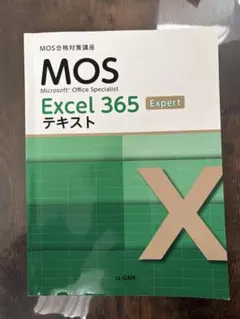 MOS合格対策講座
MOS
Microsoft® Office Specialist
Excel 365 Expert
テキスト
X
U-CAN